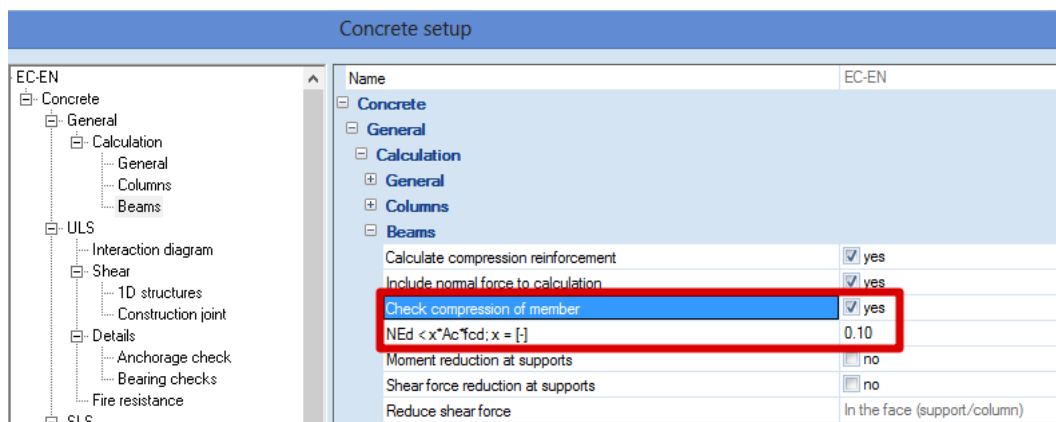 Concrete setup
EC-EN
Concrete
General
Calculation
General
Columns
Beams
ULS
Interaction diagram
Shear
1D structures
Construction joint
Details
Anchorage check
Bearing checks
Fire resistance
SLS
Name EC-EN
Concrete
General
Calculation
General
Columns
Beams
Calculate compression reinforcement yes
Include normal force to calculation yes
Check compression of member yes
NEd < x*Ac*fcd; x = [-] 0.10
Moment reduction at supports no
Shear force reduction at supports no
Reduce shear force In the face (support/column)